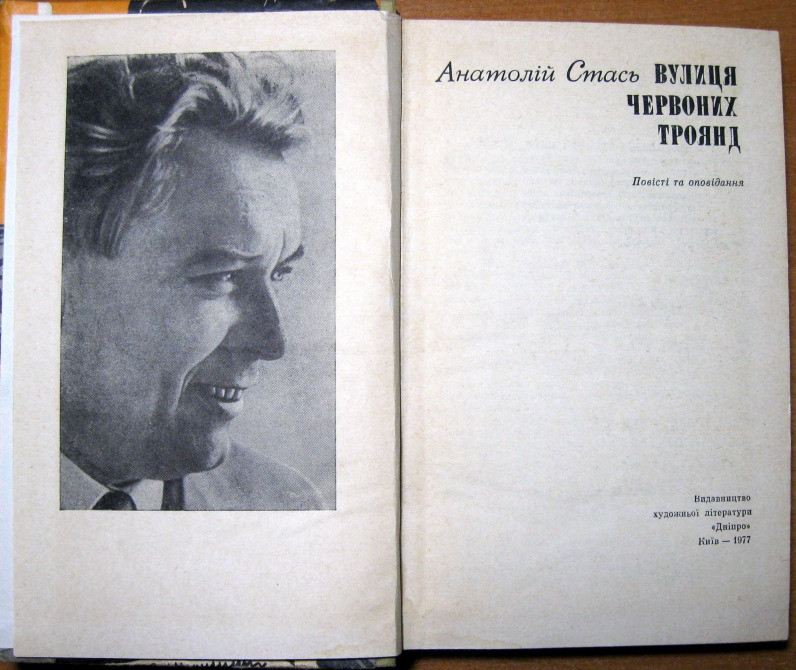 Анатолій Стась ВУЛИЦЯ
ЧЕРВОНИХ
ТРОЯНД
Повісті та оповідання
Видавництво
художньої літератури
«Дніпро»
Київ — 1977